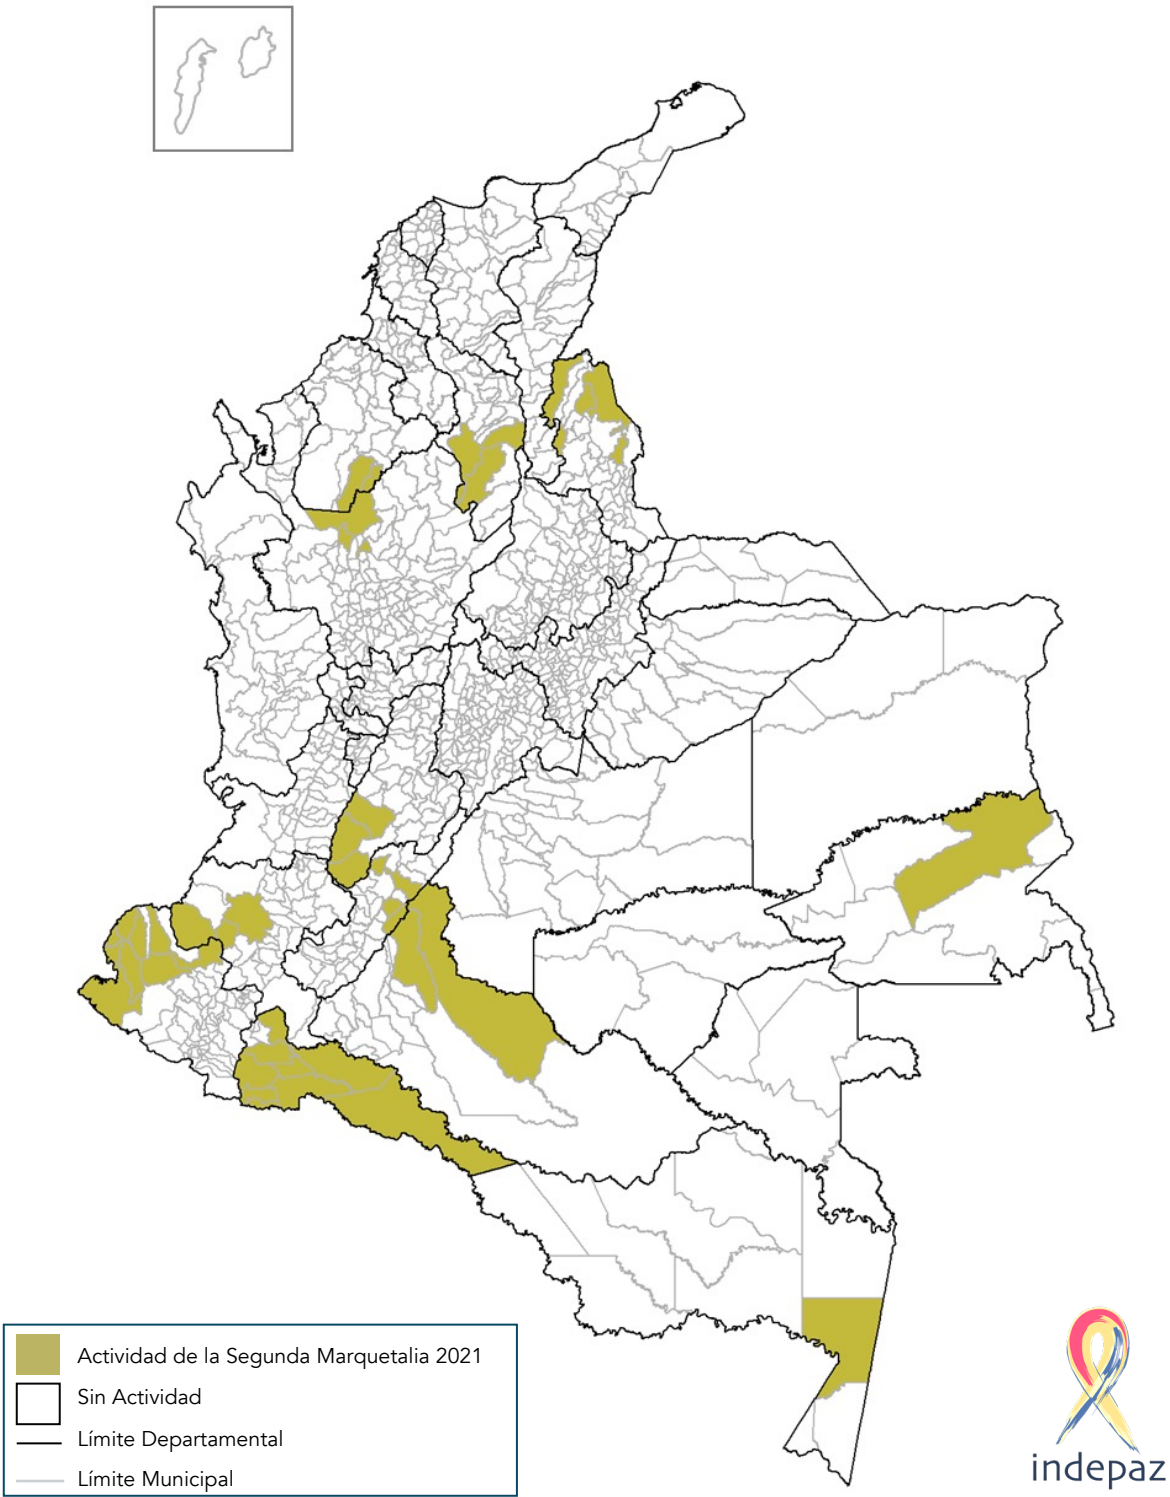 Actividad de la Segunda Marquetalia 2021
Sin Actividad
Límite Departamental
Límite Municipal
indepaz